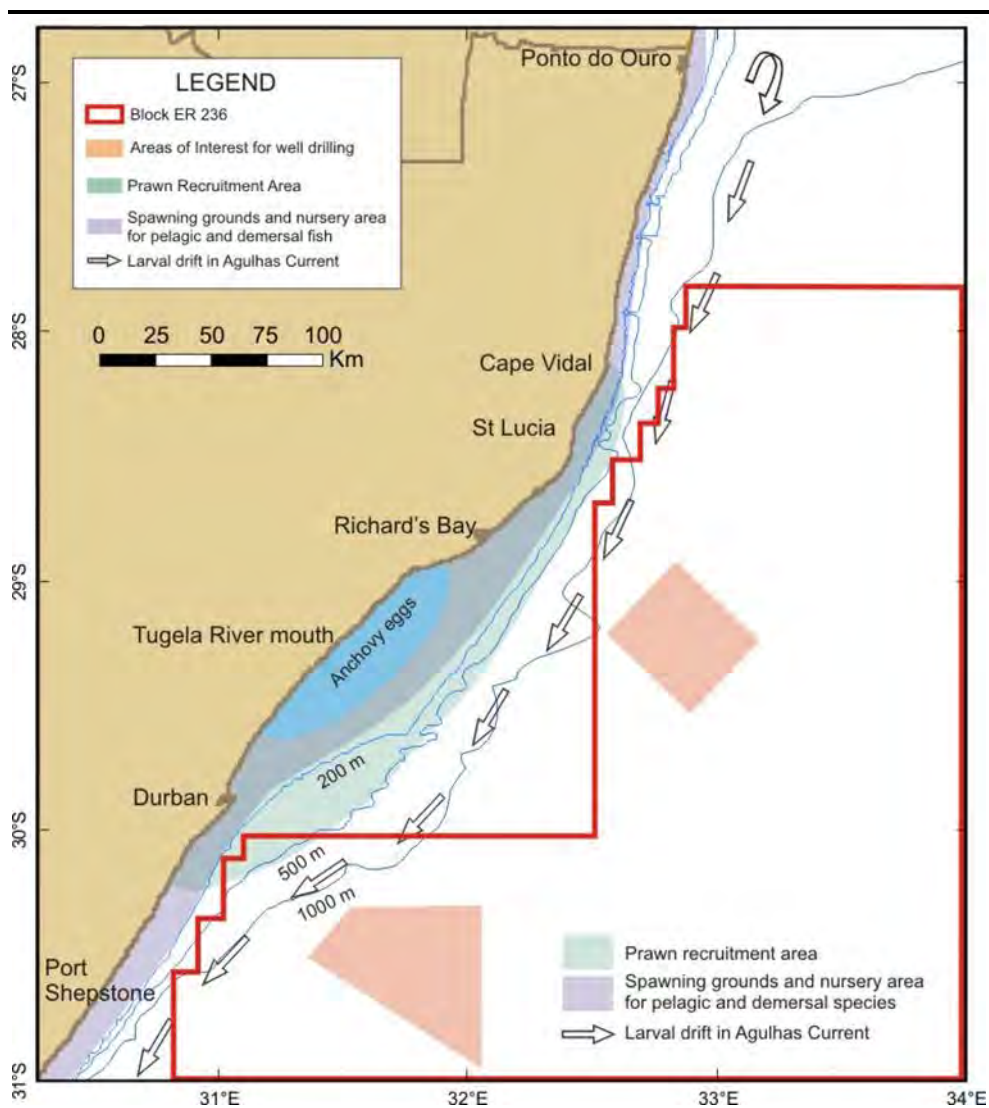 LEGEND
Block ER 236
Areas of Interest for well drilling
Prawn Recruitment Area
Spawning grounds and nursery area
for pelagic and demersal fish
Larval drift in Agulhas Current
0 25 50 75 100
Km
Ponto do Ouro
Cape Vidal
St Lucia
Richard's Bay
Tugela River mouth
Anchovy eggs
Durban
200 m
500 m
1000 m
Port
Shepstone
Prawn recruitment area
Spawning grounds and nursery area
for pelagic and demersal species
Larval drift in Agulhas Current
27°S
28°S
29°S
30°S
31°S
31°E
32°E
33°E
34°E